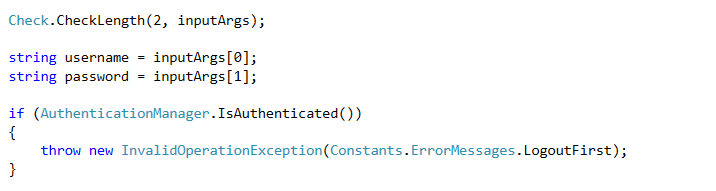 Check.CheckLength(2, inputArgs);
string username = inputArgs[0];
string password = inputArgs[1];
if (AuthenticationManager.IsAuthenticated())
{
    throw new InvalidOperationException(Constants.ErrorMessages.LogoutFirst);
}